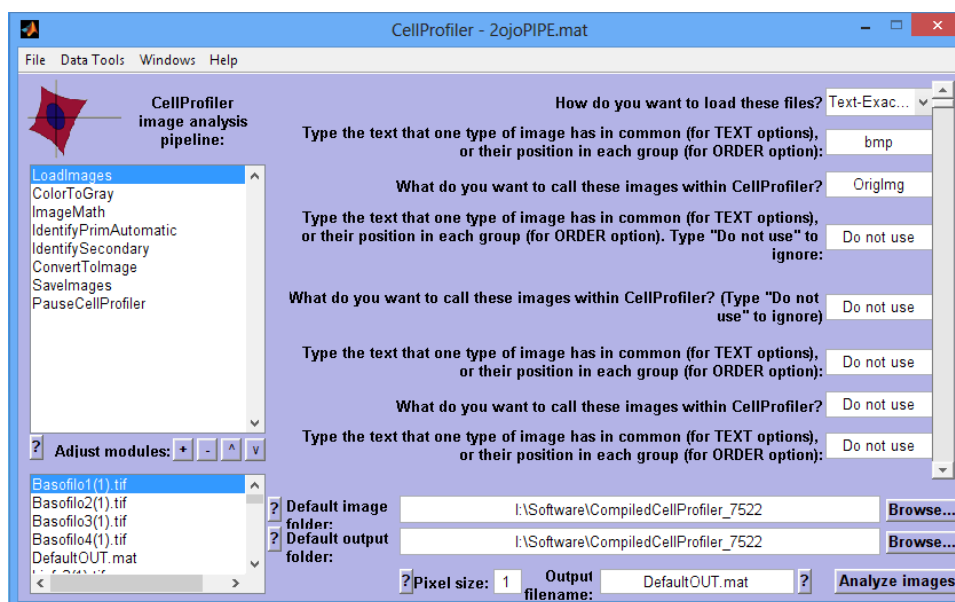 CellProfiler - 2ojoPIPE.mat
File Data Tools Windows Help
CellProfiler
image analysis
pipeline:
LoadImages
ColorToGray
ImageMath
IdentifyPrimAutomatic
IdentifySecondary
ConvertToImage
SaveImages
PauseCellProfiler
? Adjust modules: + - ^ v
Basofilo1(1).tif
Basofilo2(1).tif
Basofilo3(1).tif
Basofilo4(1).tif
DefaultOUT.mat
How do you want to load these files? Text-Exac...
Type the text that one type of image has in common (for TEXT options),
or their position in each group (for ORDER option): bmp
What do you want to call these images within CellProfiler? OrigImg
Type the text that one type of image has in common (for TEXT options),
or their position in each group (for ORDER option). Type "Do not use" to
ignore: Do not use
What do you want to call these images within CellProfiler? (Type "Do not
use" to ignore) Do not use
Type the text that one type of image has in common (for TEXT options),
or their position in each group (for ORDER option): Do not use
What do you want to call these images within CellProfiler? Do not use
Type the text that one type of image has in common (for TEXT options),
or their position in each group (for ORDER option): Do not use
? Default image
folder: I:\Software\CompiledCellProfiler_7522 Browse...
? Default output
folder: I:\Software\CompiledCellProfiler_7522 Browse...
? Pixel size: 1 Output
filename: DefaultOUT.mat ? Analyze images